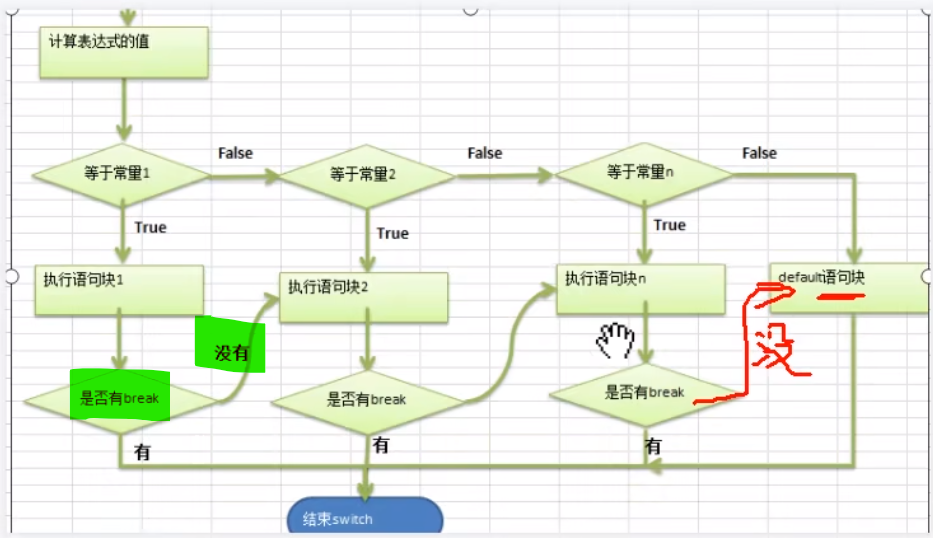 计算表达式的值
等于常量1
False
等于常量2
False
等于常量n
False
True
True
True
执行语句块1
执行语句块2
执行语句块n
default语句块
没有
没
是否有break
是否有break
是否有break
有
有
有
结束switch